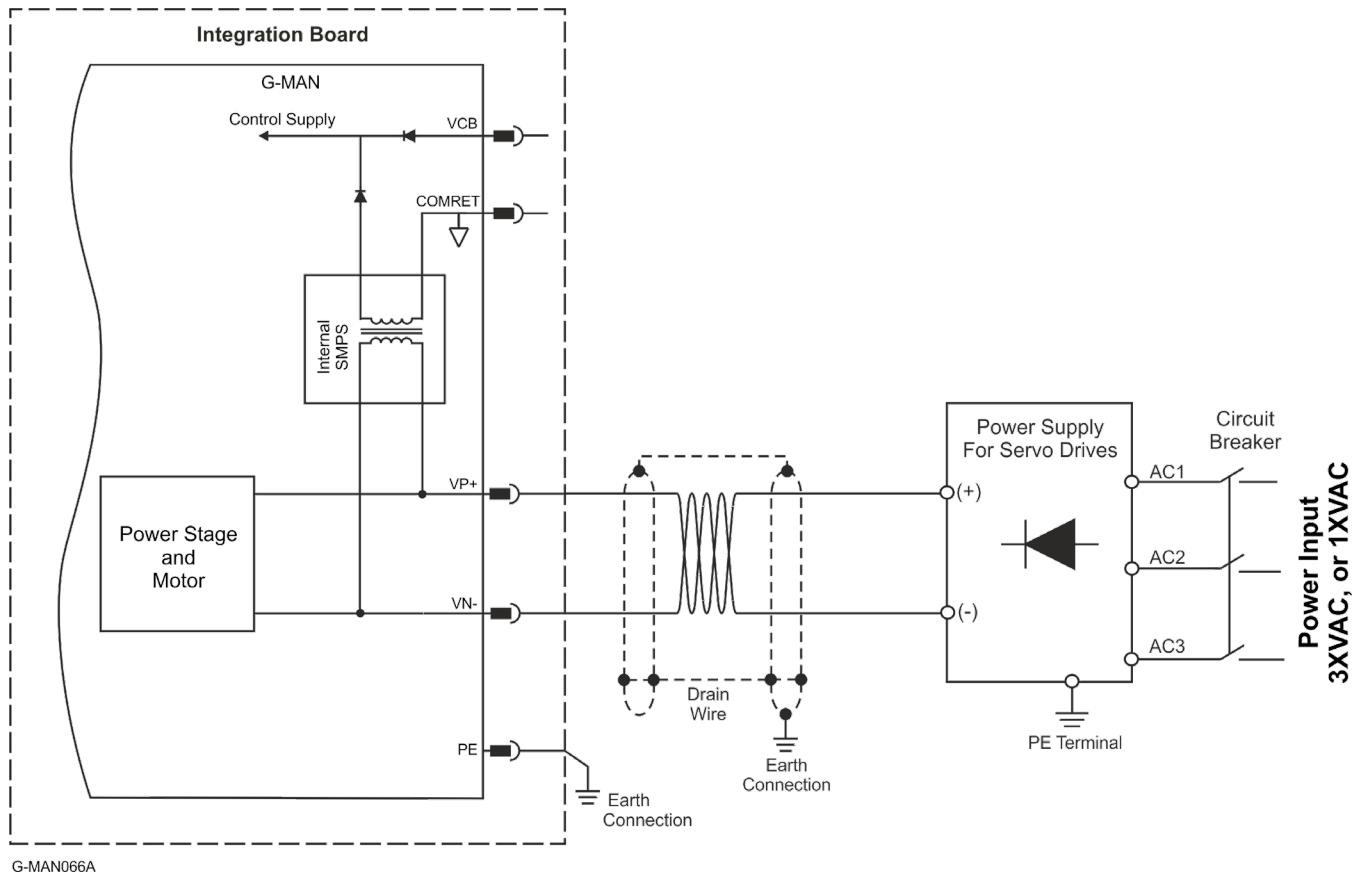 Integration Board
G-MAN
Control Supply
VCB
COMRET
Internal
SMPS
Power Stage
and
Motor
VP+
VN-
PE
Earth
Connection
Drain
Wire
Earth
Connection
Power Supply
For Servo Drives
(+)
(-)
AC1
AC2
AC3
Circuit
Breaker
Power Input
3XVAC, or 1XVAC
PE Terminal
G-MAN066A